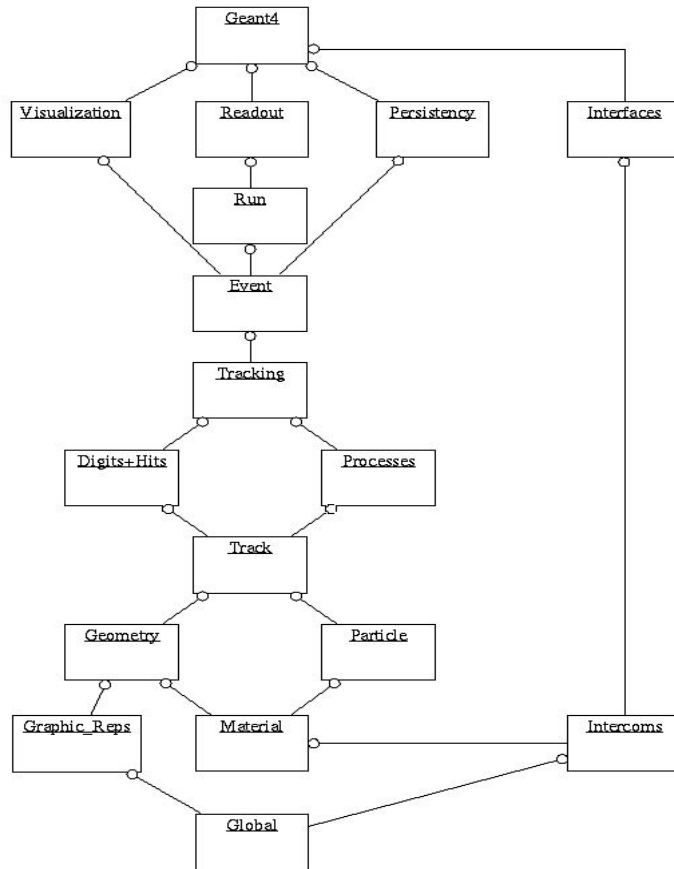 Geant4
Visualization
Readout
Persistency
Interfaces
Run
Event
Tracking
Digits+Hits
Processes
Track
Geometry
Particle
Graphic_Reps
Material
Intercoms
Global